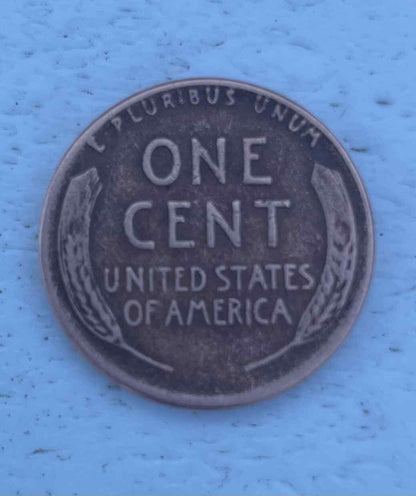 E PLURIBUS UNUM
ONE
CENT
UNITED STATES
OF AMERICA